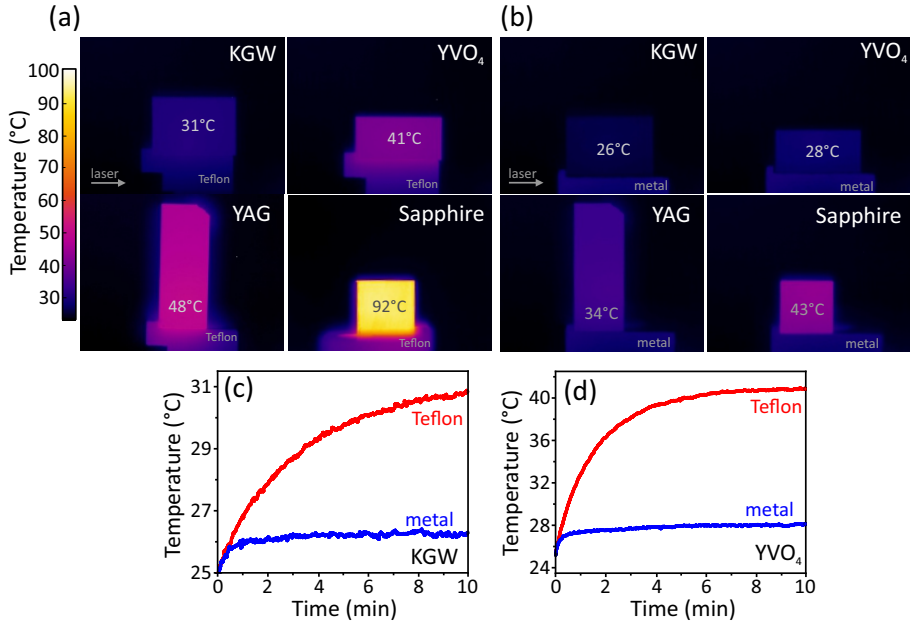 (a)
(b)
KGW
YVO₄
KGW
YVO₄
Temperature (°C)
100
90
80
70
60
50
40
30
31°C
41°C
26°C
28°C
laser
Teflon
Teflon
laser
metal
metal
YAG
Sapphire
YAG
Sapphire
48°C
92°C
34°C
43°C
Teflon
Teflon
metal
metal
(c)
Temperature (°C)
31
29
27
25
Teflon
metal
KGW
0 2 4 6 8 10
Time (min)
(d)
Temperature (°C)
40
36
32
28
24
Teflon
metal
YVO₄
0 2 4 6 8 10
Time (min)